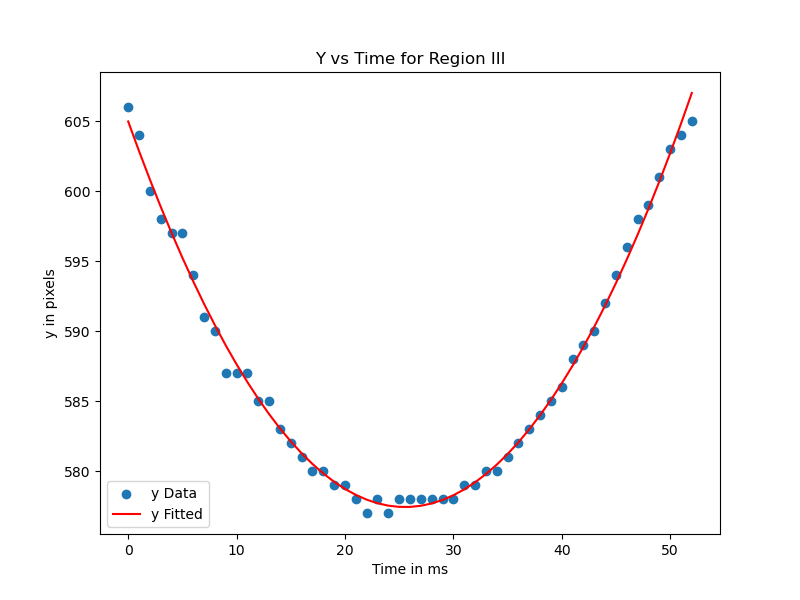 Y vs Time for Region III
605
600
595
590
585
580
y in pixels
y Data
y Fitted
0 10 20 30 40 50
Time in ms